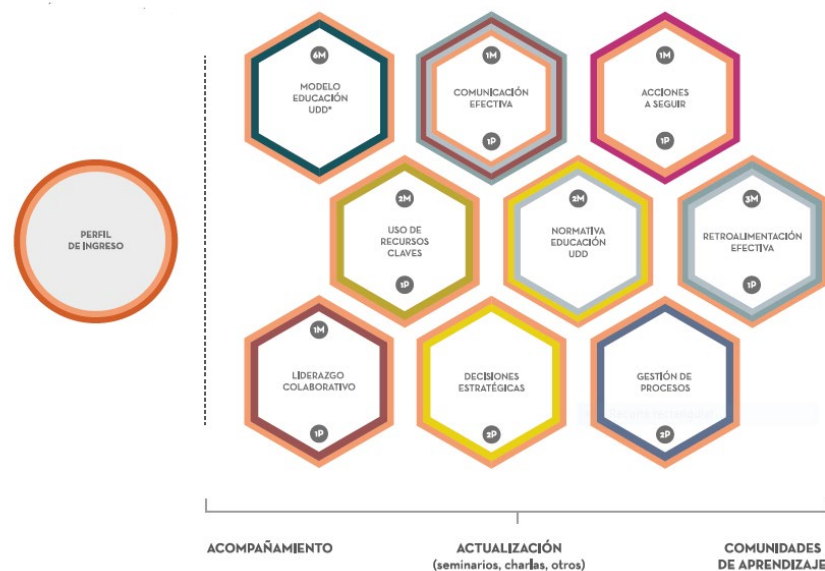 6M
MODELO
EDUCACIÓN
UDD*
1M
COMUNICACIÓN
EFECTIVA
1P
1M
ACCIONES
A SEGUIR
1P
PERFIL
DE INGRESO
2M
USO DE
RECURSOS
CLAVES
1P
2M
NORMATIVA
EDUCACIÓN
UDD
3M
RETROALIMENTACIÓN
EFECTIVA
1P
1M
LIDERAZGO
COLABORATIVO
1P
DECISIONES
ESTRATÉGICAS
2P
GESTIÓN DE
PROCESOS
2P
ACOMPAÑAMIENTO
ACTUALIZACIÓN
(seminarios, charlas, otros)
COMUNIDADES
DE APRENDIZAJE